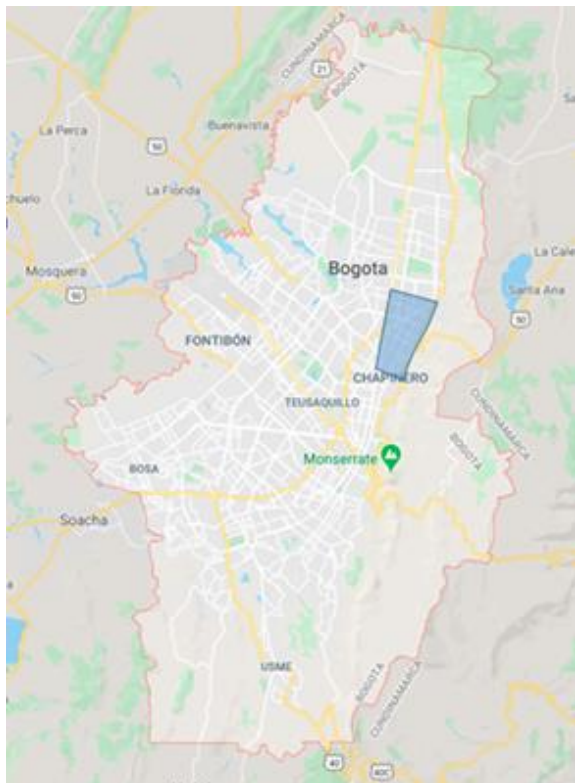 CUNDINAMARCA
BOGOTA
21
La Perca
Buenavista
50
La Florida
chuelo
Bogota
La Cale
Mosquera
50
Santa Ana
50
FONTIBÓN
CHAPINERO
TEUSAQUILLO
CUNDINAMARCA
BOGOTA
Monserrate
BOSA
Soacha
USME
BOGOTA
CUNDINAMARCA
40
40C